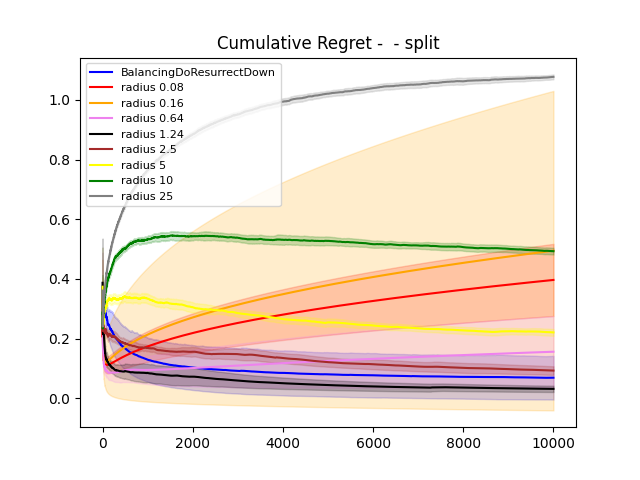 Cumulative Regret -  - split
BalancingDoResurrectDown
radius 0.08
radius 0.16
radius 0.64
radius 1.24
radius 2.5
radius 5
radius 10
radius 25
1.0
0.8
0.6
0.4
0.2
0.0
0 2000 4000 6000 8000 10000